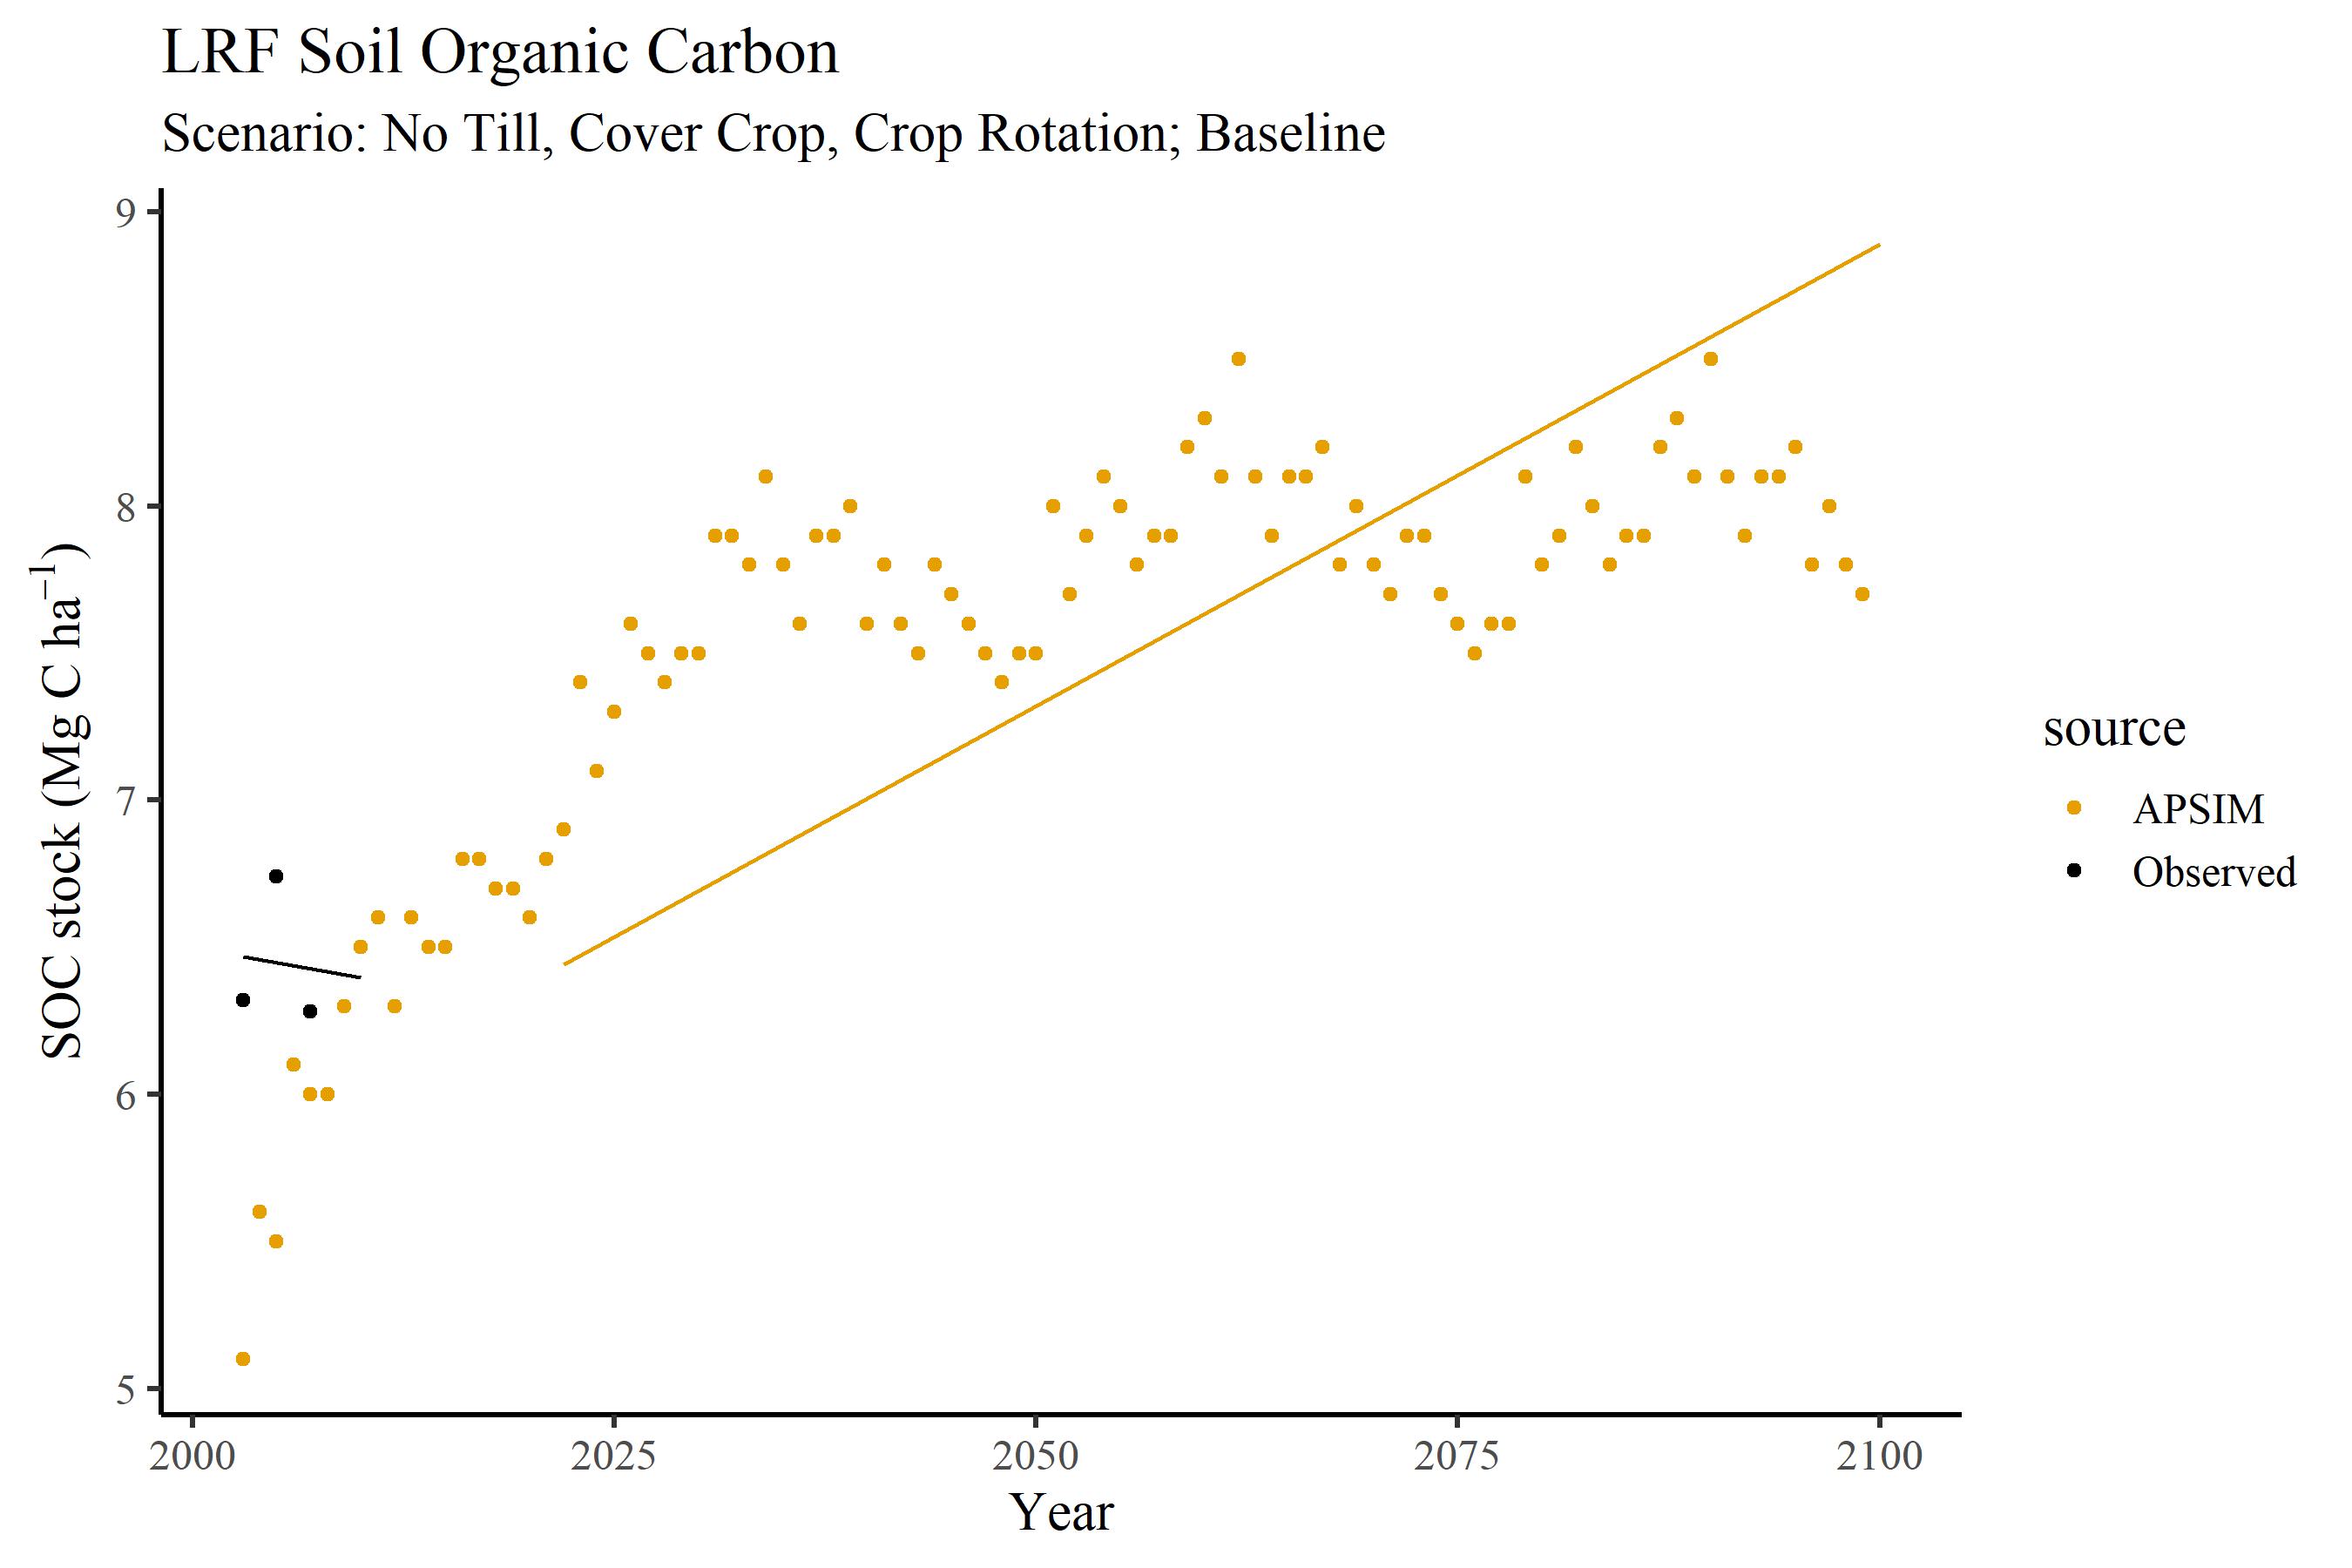 LRF Soil Organic Carbon
Scenario: No Till, Cover Crop, Crop Rotation; Baseline
9
8
7
6
5
SOC stock (Mg C ha⁻¹)
2000 2025 2050 2075 2100
Year
source
APSIM
Observed